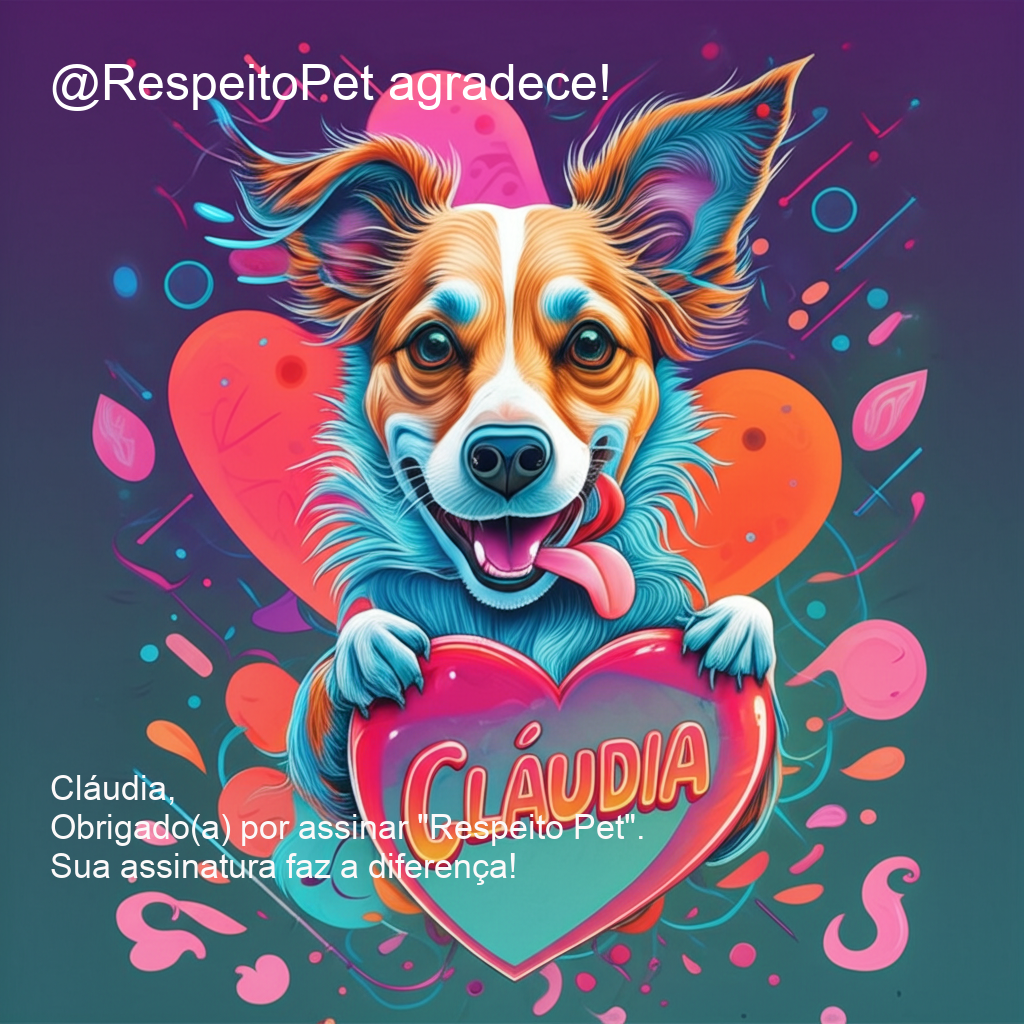 @RespeitoPet agradece!
CLÁUDIA
Cláudia,
Obrigado(a) por assinar "Respeito Pet".
Sua assinatura faz a diferença!